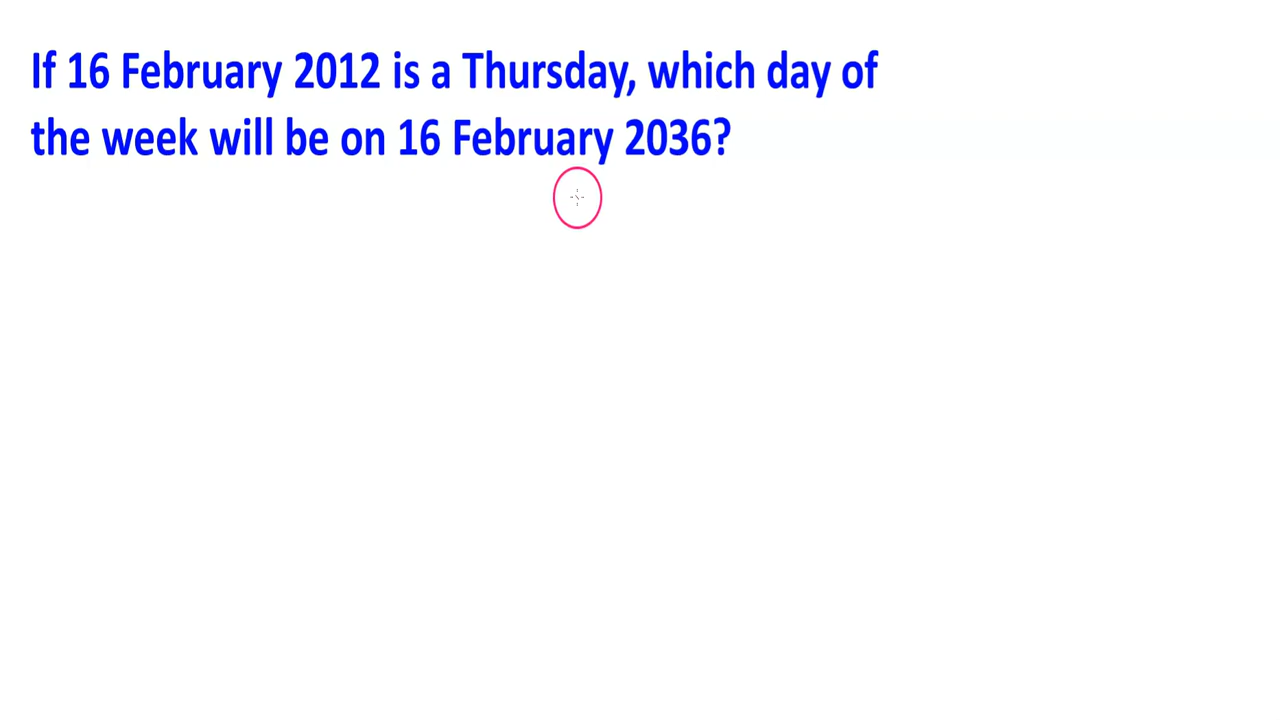 If 16 February 2012 is a Thursday, which day of
the week will be on 16 February 2036?